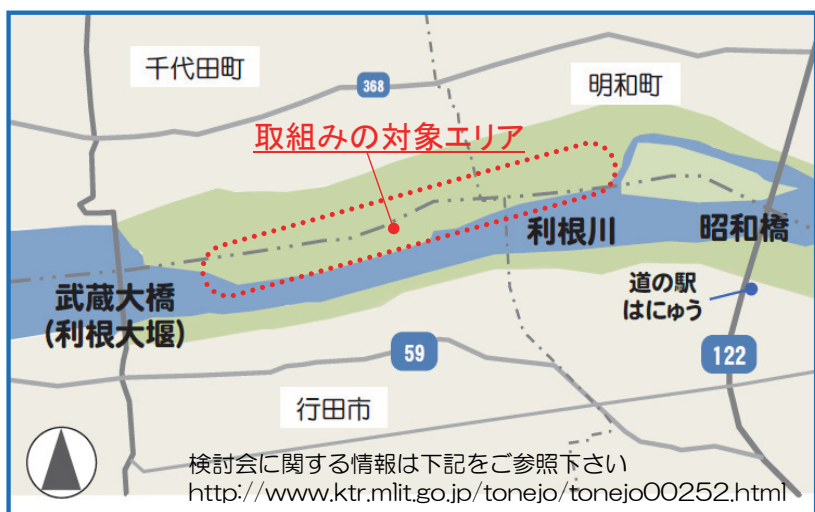 千代田町
368
明和町
取組みの対象エリア
利根川
昭和橋
武蔵大橋
(利根大堰)
道の駅
はにゅう
59
122
行田市
検討会に関する情報は下記をご参照下さい
http://www.ktr.mlit.go.jp/tonejo/tonejo00252.html